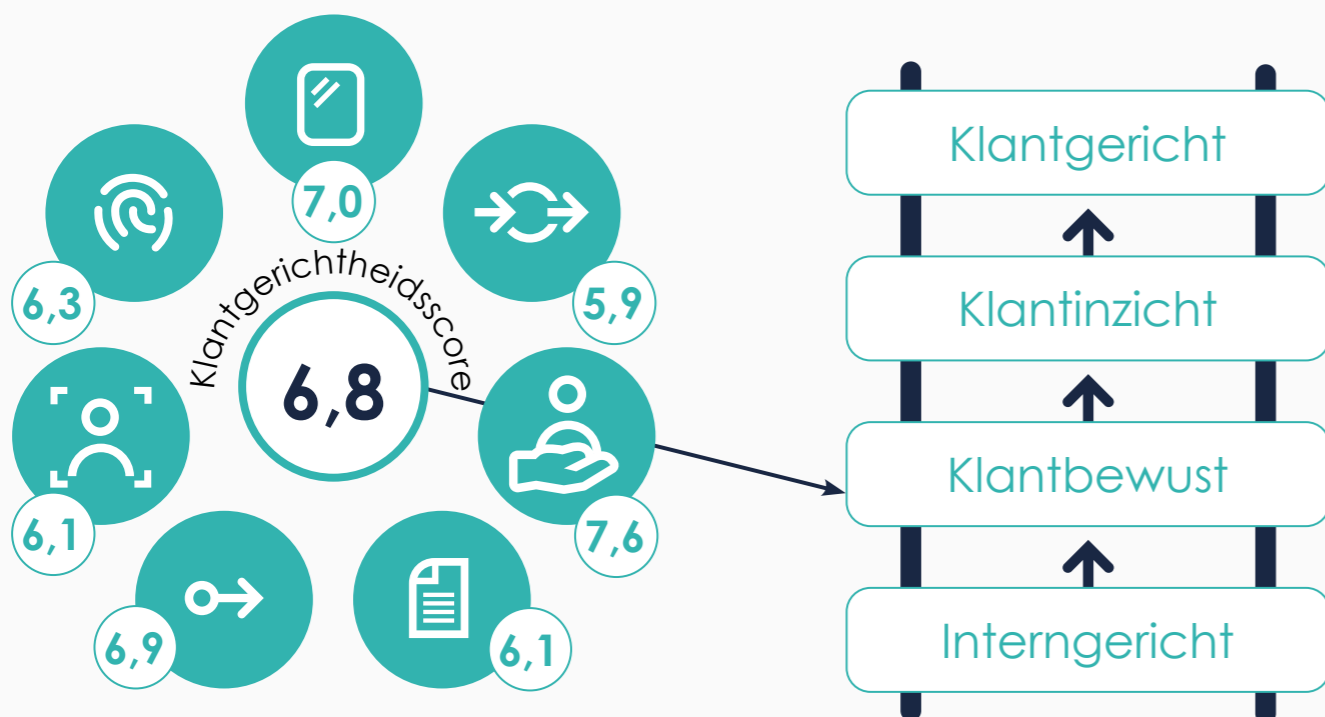 7,0
5,9
7,6
6,1
6,9
6,1
6,3
Klantgerichtheidsscore
6,8
Klantgericht
Klantinzicht
Klantbewust
Interngericht